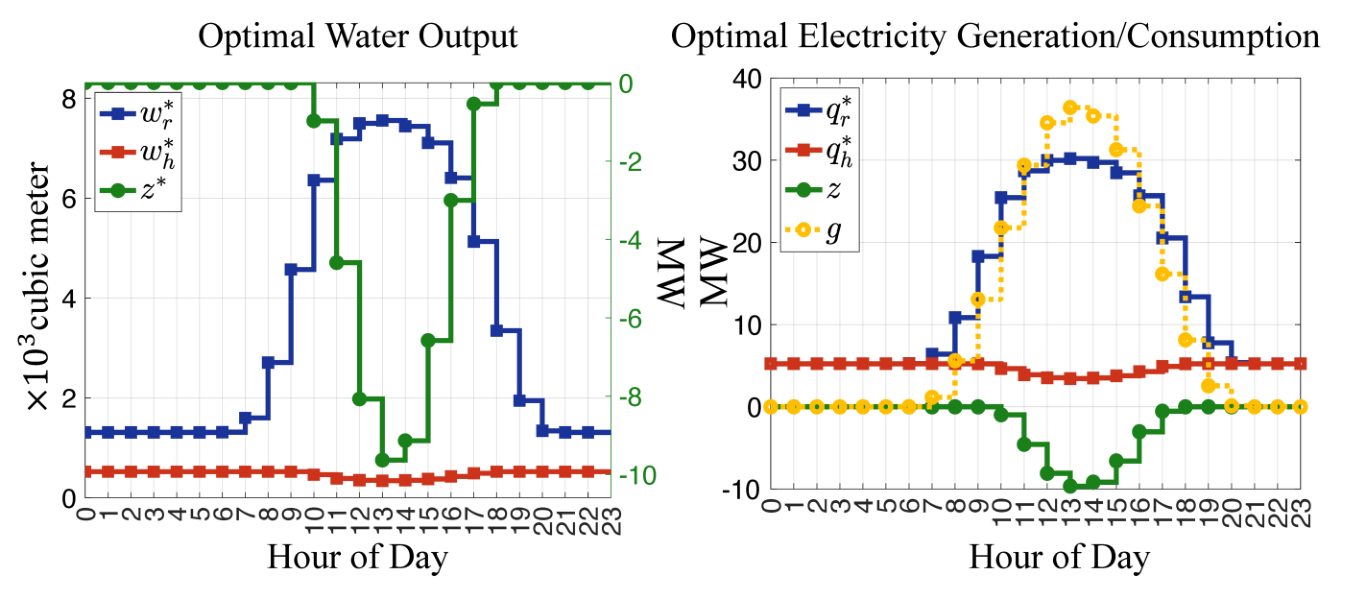 Optimal Water Output
×10³cubic meter
8
6
4
2
0
w*r
w*h
z*
0
-2
-4
-6
-8
-10
MW
0 1 2 3 4 5 6 7 8 9 10 11 12 13 14 15 16 17 18 19 20 21 22 23
Hour of Day
Optimal Electricity Generation/Consumption
MW
40
30
20
10
0
-10
q*r
q*h
z
g
0 1 2 3 4 5 6 7 8 9 10 11 12 13 14 15 16 17 18 19 20 21 22 23
Hour of Day